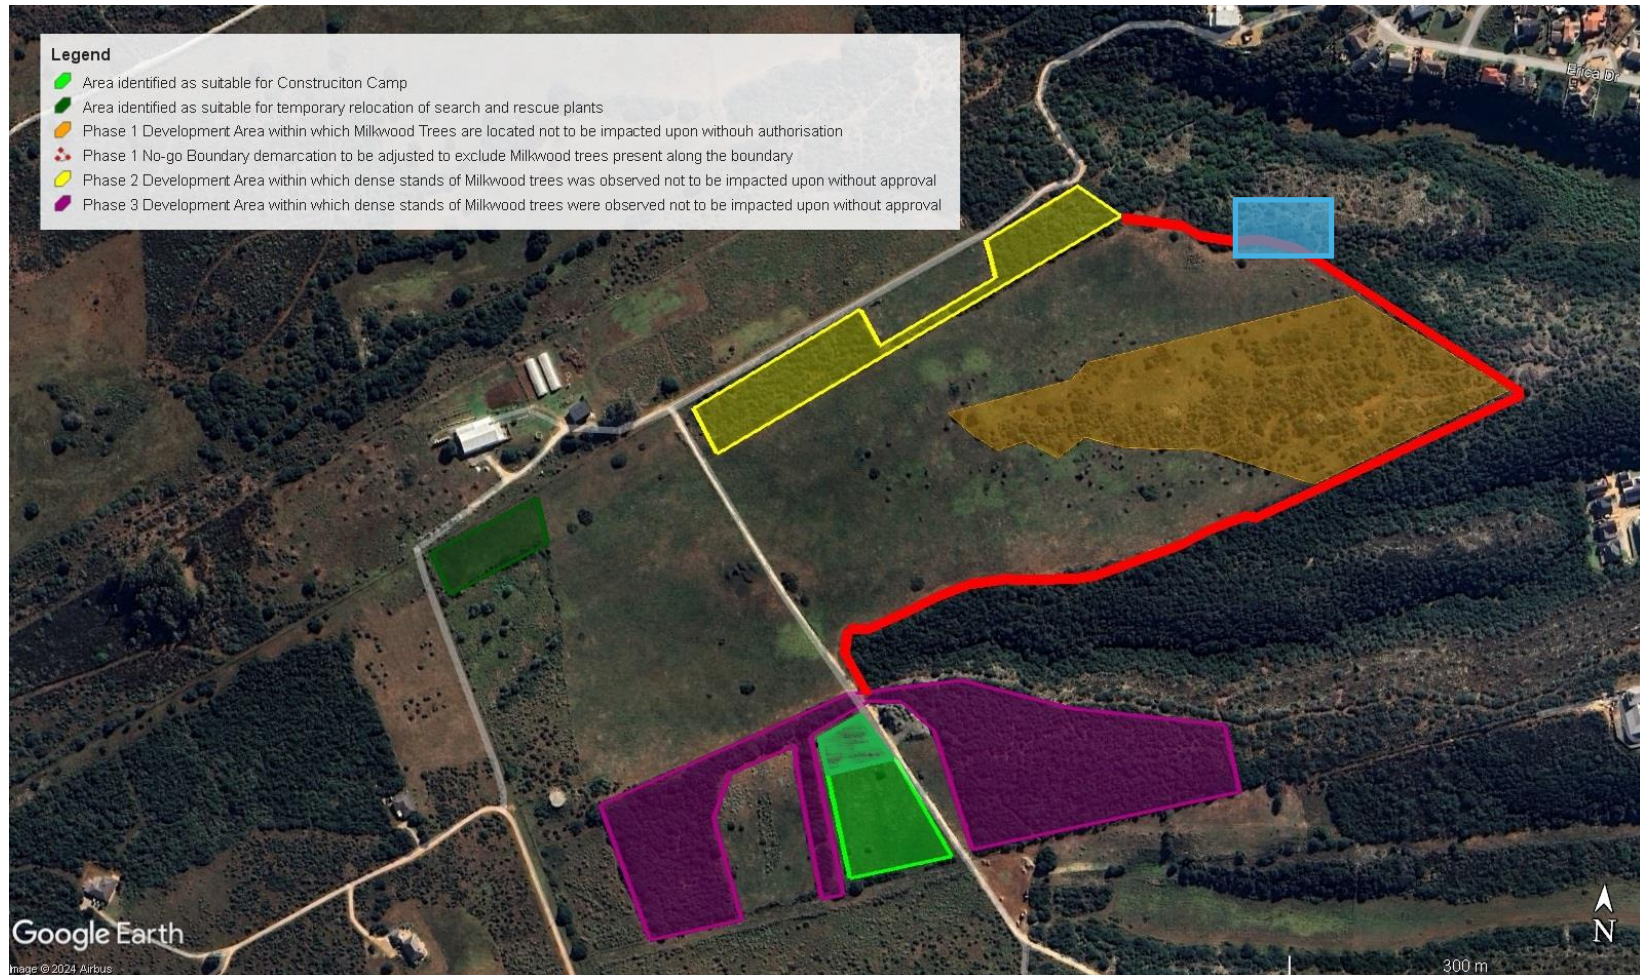 Legend
Area identified as suitable for Construciton Camp
Area identified as suitable for temporary relocation of search and rescue plants
Phase 1 Development Area within which Milkwood Trees are located not to be impacted upon withouh authorisation
Phase 1 No-go Boundary demarcation to be adjusted to exclude Milkwood trees present along the boundary
Phase 2 Development Area within which dense stands of Milkwood trees was observed not to be impacted upon without approval
Phase 3 Development Area within which dense stands of Milkwood trees were observed not to be impacted upon without approval
Erica Dr
Google Earth
N
Image © 2024 Airbus
300 m